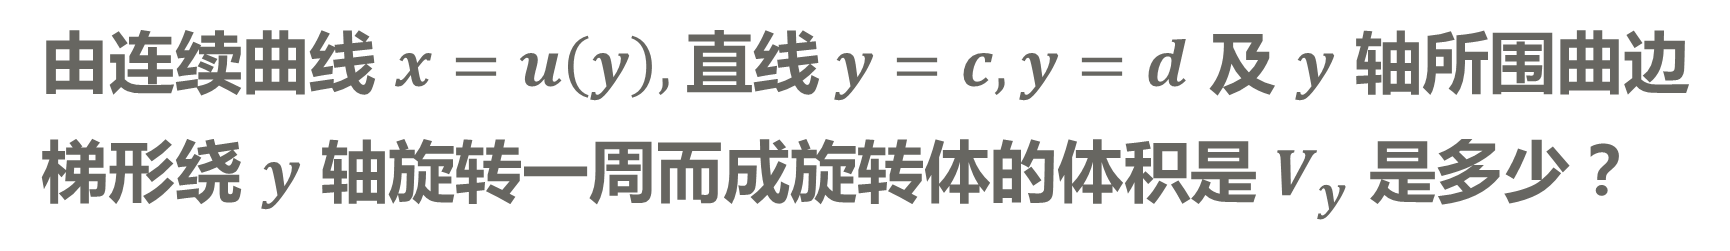 由连续曲线 x = u(y), 直线 y = c, y = d 及 y 轴所围曲边
梯形绕 y 轴旋转一周而成旋转体的体积是 V_y 是多少？